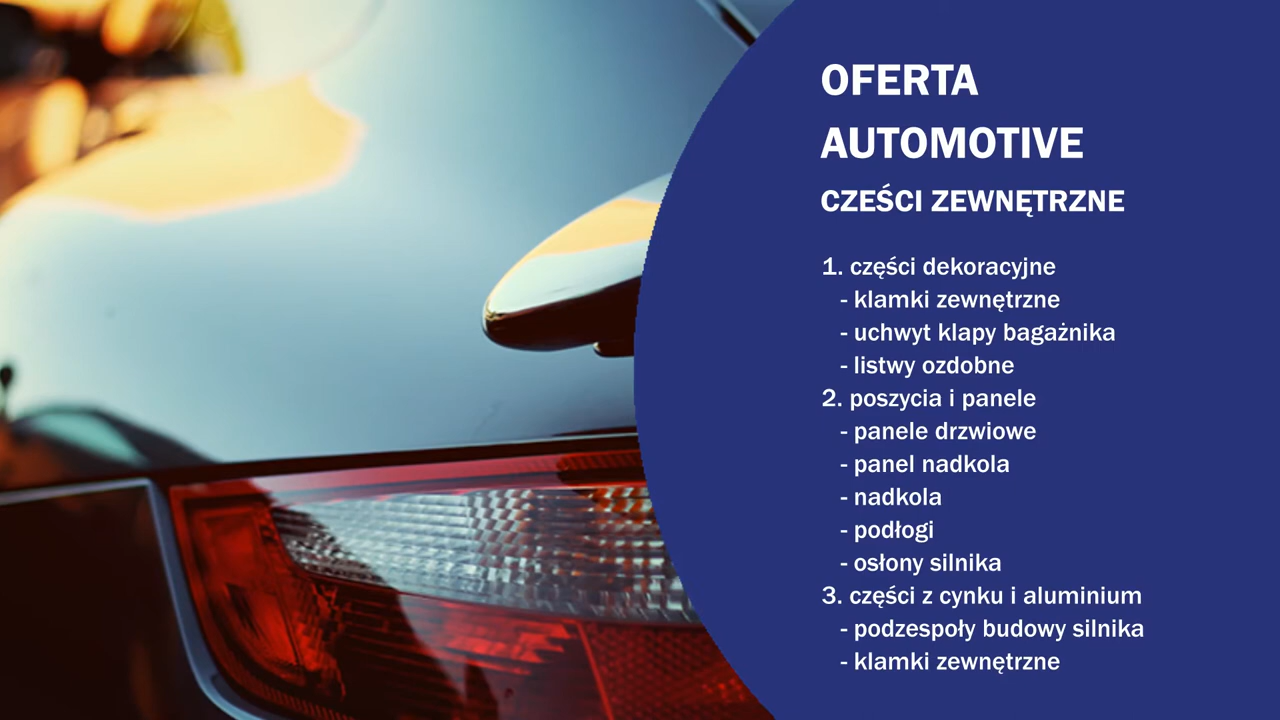 OFERTA
AUTOMOTIVE
CZEŚCI ZEWNĘTRZNE
1. części dekoracyjne
- klamki zewnętrzne
- uchwyt klapy bagażnika
- listwy ozdobne
2. poszycia i panele
- panele drzwiowe
- panel nadkola
- nadkola
- podłogi
- osłony silnika
3. części z cynku i aluminium
- podzespoły budowy silnika
- klamki zewnętrzne